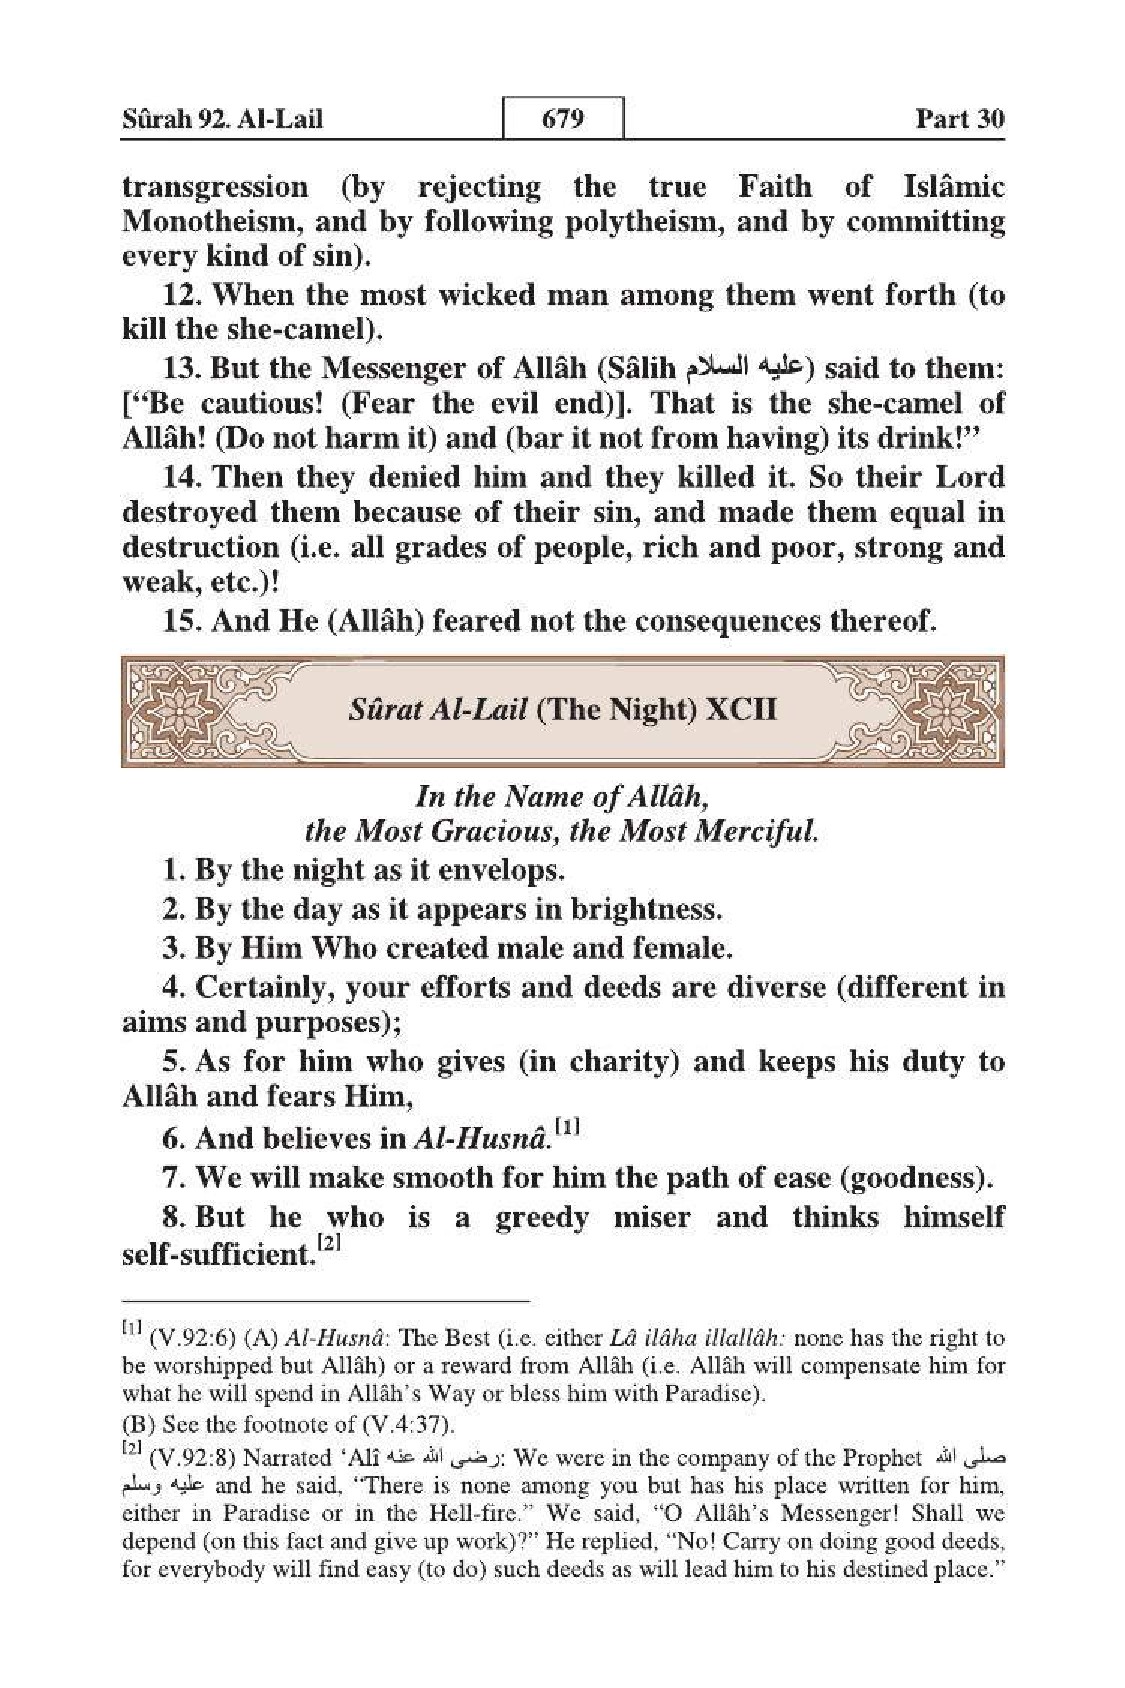 Sûrah 92. Al-Lail 679 Part 30
transgression (by rejecting the true Faith of Islâmic
Monotheism, and by following polytheism, and by committing
every kind of sin).
12. When the most wicked man among them went forth (to
kill the she-camel).
13. But the Messenger of Allâh (Sâlih عليه السلام) said to them:
[“Be cautious! (Fear the evil end)]. That is the she-camel of
Allâh! (Do not harm it) and (bar it not from having) its drink!”
14. Then they denied him and they killed it. So their Lord
destroyed them because of their sin, and made them equal in
destruction (i.e. all grades of people, rich and poor, strong and
weak, etc.)!
15. And He (Allâh) feared not the consequences thereof.
Sûrat Al-Lail (The Night) XCII
In the Name of Allâh,
the Most Gracious, the Most Merciful.
1. By the night as it envelops.
2. By the day as it appears in brightness.
3. By Him Who created male and female.
4. Certainly, your efforts and deeds are diverse (different in
aims and purposes);
5. As for him who gives (in charity) and keeps his duty to
Allâh and fears Him,
6. And believes in Al-Husnâ.[1]
7. We will make smooth for him the path of ease (goodness).
8. But he who is a greedy miser and thinks himself
self-sufficient.[2]
[1] (V.92:6) (A) Al-Husnâ: The Best (i.e. either Lâ ilâha illallâh: none has the right to
be worshipped but Allâh) or a reward from Allâh (i.e. Allâh will compensate him for
what he will spend in Allâh’s Way or bless him with Paradise).
(B) See the footnote of (V.4:37).
[2] (V.92:8) Narrated ‘Alî رضى الله عنه: We were in the company of the Prophet صلى الله
عليه وسلم and he said, “There is none among you but has his place written for him,
either in Paradise or in the Hell-fire.” We said, “O Allâh’s Messenger! Shall we
depend (on this fact and give up work)?” He replied, “No! Carry on doing good deeds,
for everybody will find easy (to do) such deeds as will lead him to his destined place.”